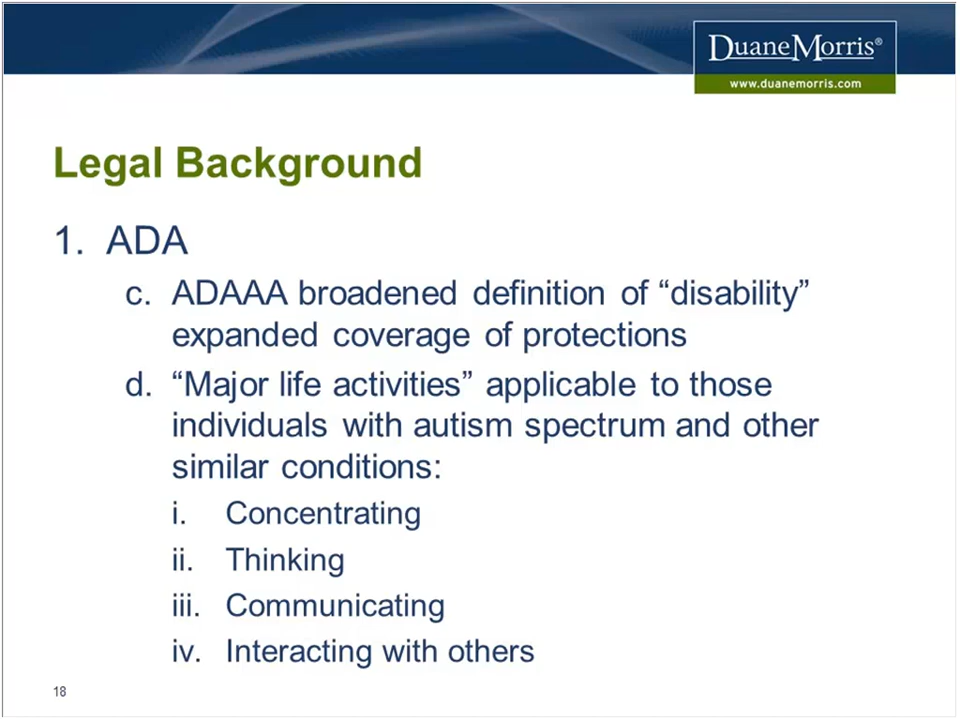 DuaneMorris®
www.duanemorris.com
Legal Background
1. ADA
c. ADAAA broadened definition of “disability”
expanded coverage of protections
d. “Major life activities” applicable to those
individuals with autism spectrum and other
similar conditions:
i. Concentrating
ii. Thinking
iii. Communicating
iv. Interacting with others
18